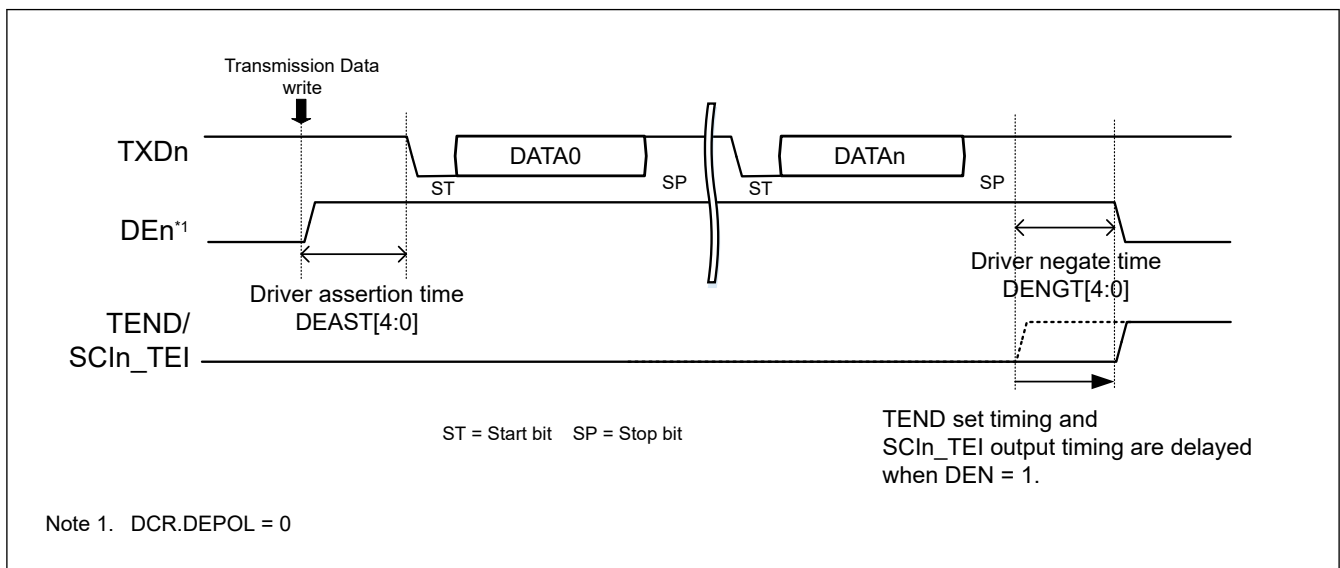 Transmission Data
write
TXDn
DATA0
DATAn
ST
SP
ST
SP
DEn*1
Driver assertion time
DEAST[4:0]
Driver negate time
DENGT[4:0]
TEND/
SCIn_TEI
ST = Start bit SP = Stop bit
TEND set timing and
SCIn_TEI output timing are delayed
when DEN = 1.
Note 1. DCR.DEPOL = 0